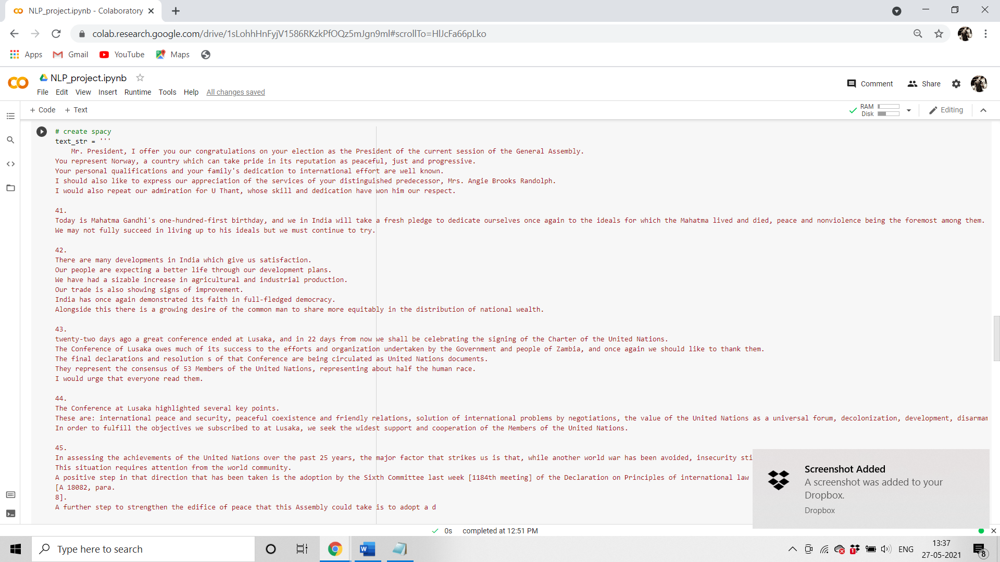 NLP_project.ipynb - Colaboratory
colab.research.google.com/drive/1sLohhHnFyjV1586RKzkPfOQz5mJgn9ml#scrollTo=HlJcFa66pLko
Apps Gmail YouTube Maps
NLP_project.ipynb
File Edit View Insert Runtime Tools Help All changes saved
Comment Share
+ Code + Text
RAM
Disk
Editing
# create spacy
text_str = '''
Mr. President, I offer you our congratulations on your election as the President of the current session of the General Assembly.
You represent Norway, a country which can take pride in its reputation as peaceful, just and progressive.
Your personal qualifications and your family's dedication to international effort are well known.
I should also like to express our appreciation of the services of your distinguished predecessor, Mrs. Angie Brooks Randolph.
I would also repeat our admiration for U Thant, whose skill and dedication have won him our respect.
41.
Today is Mahatma Gandhi's one-hundred-first birthday, and we in India will take a fresh pledge to dedicate ourselves once again to the ideals for which the Mahatma lived and died, peace and nonviolence being the foremost among them.
We may not fully succeed in living up to his ideals but we must continue to try.
42.
There are many developments in India which give us satisfaction.
Our people are expecting a better life through our development plans.
We have had a sizable increase in agricultural and industrial production.
Our trade is also showing signs of improvement.
India has once again demonstrated its faith in full-fledged democracy.
Alongside this there is a growing desire of the common man to share more equitably in the distribution of national wealth.
43.
twenty-two days ago a great conference ended at Lusaka, and in 22 days from now we shall be celebrating the signing of the Charter of the United Nations.
The Conference of Lusaka owes much of its success to the efforts and organization undertaken by the Government and people of Zambia, and once again we should like to thank them.
The final declarations and resolution s of that Conference are being circulated as United Nations documents.
They represent the consensus of 53 Members of the United Nations, representing about half the human race.
I would urge that everyone read them.
44.
The Conference at Lusaka highlighted several key points.
These are: international peace and security, peaceful coexistence and friendly relations, solution of international problems by negotiations, the value of the United Nations as a universal forum, decolonization, development, disarman
In order to fulfill the objectives we subscribed to at Lusaka, we seek the widest support and cooperation of the Members of the United Nations.
45.
In assessing the achievements of the United Nations over the past 25 years, the major factor that strikes us is that, while another world war has been avoided, insecurity sti
This situation requires attention from the world community.
A positive step in that direction that has been taken is the adoption by the Sixth Committee last week [1184th meeting] of the Declaration on Principles of international law
[A 18082, para.
8].
A further step to strengthen the edifice of peace that this Assembly could take is to adopt a d
Screenshot Added
A screenshot was added to your
Dropbox.
Dropbox
0s completed at 12:51 PM
Type here to search
ENG
13:37
27-05-2021
8